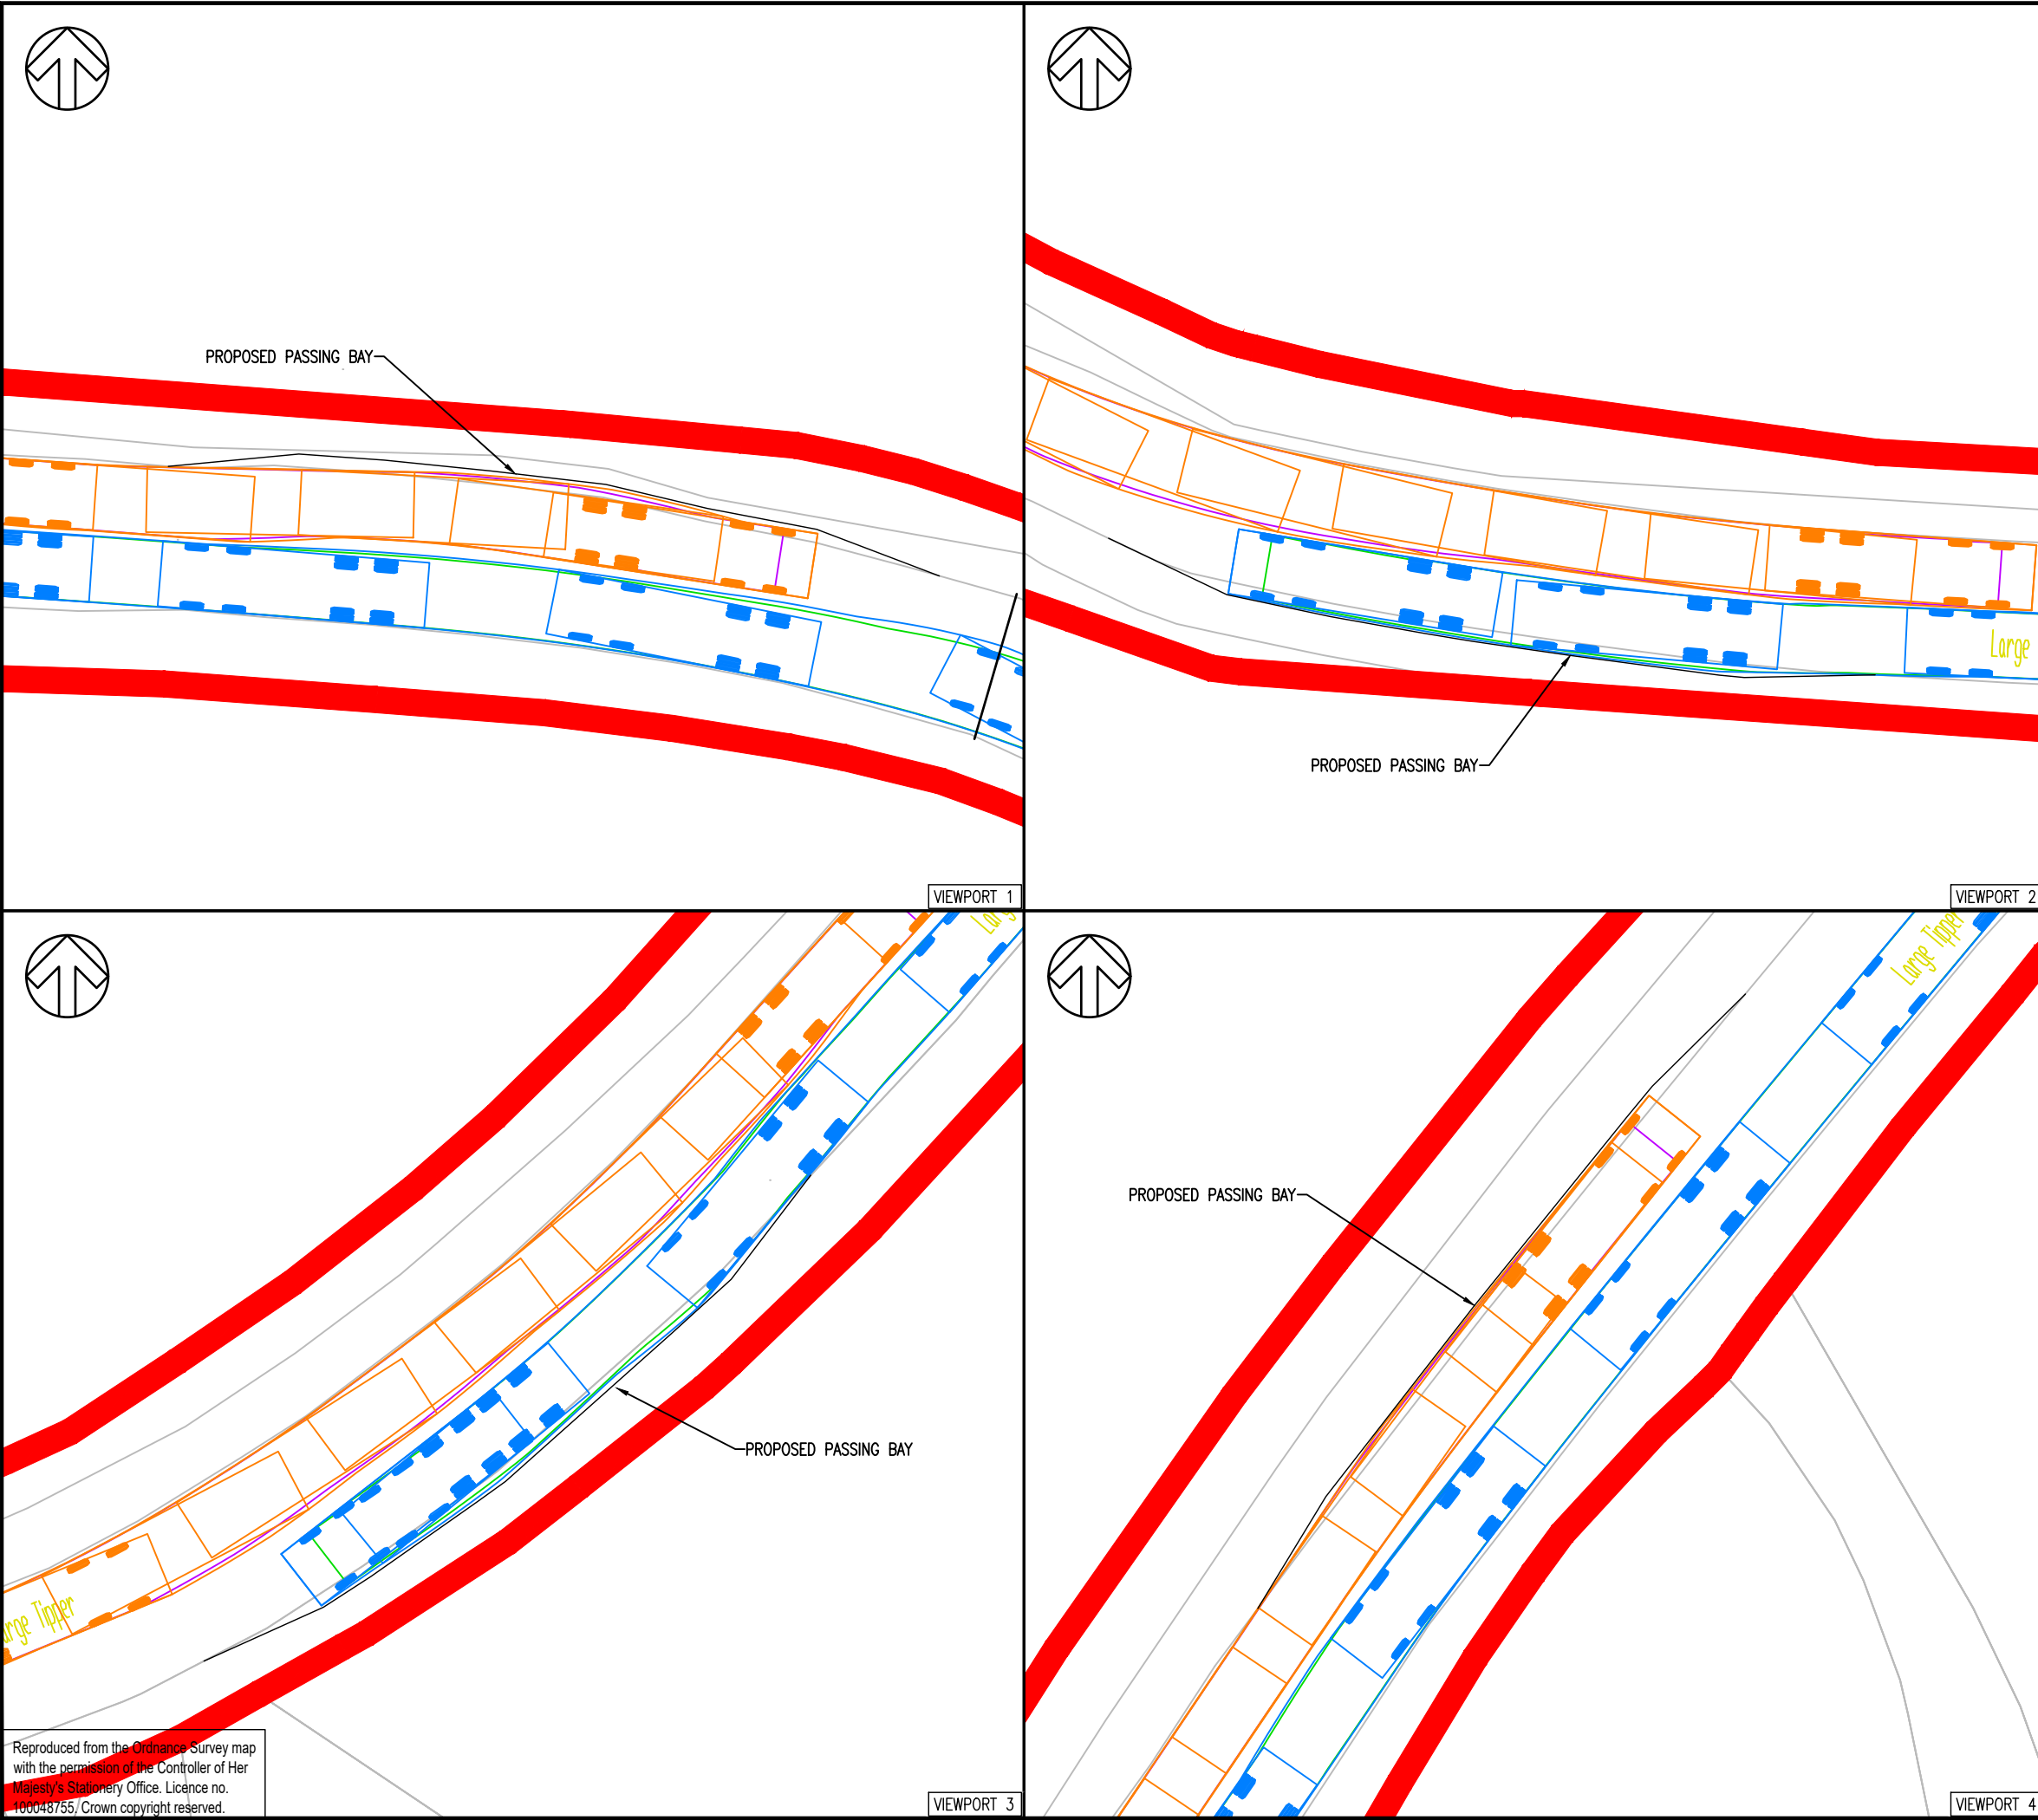 PROPOSED PASSING BAY
VIEWPORT 1
Large
PROPOSED PASSING BAY
VIEWPORT 2
PROPOSED PASSING BAY
Tipper
Reproduced from the Ordnance Survey map
with the permission of the Controller of Her
Majesty's Stationery Office. Licence no.
100048755, Crown copyright reserved.
VIEWPORT 3
Large Tipper
PROPOSED PASSING BAY
VIEWPORT 4